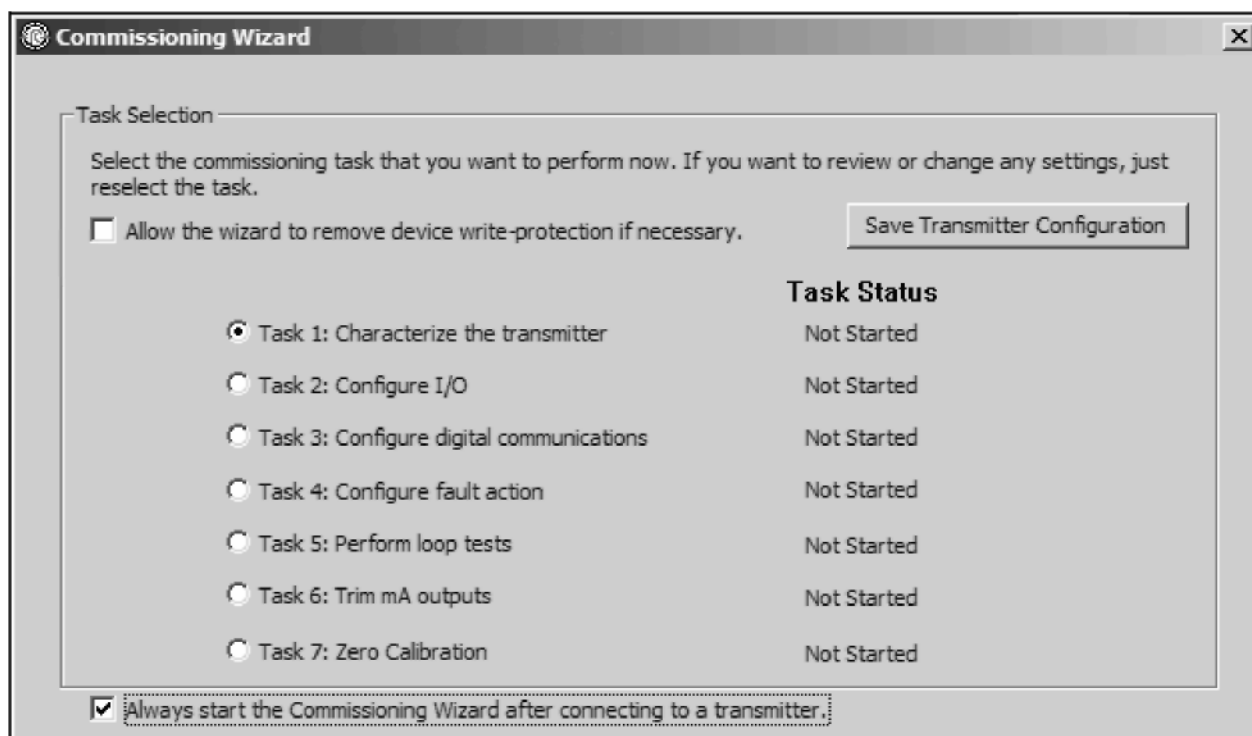 Commissioning Wizard
Task Selection
Select the commissioning task that you want to perform now. If you want to review or change any settings, just
reselect the task.
Allow the wizard to remove device write-protection if necessary.
Save Transmitter Configuration
Task Status
Task 1: Characterize the transmitter Not Started
Task 2: Configure I/O Not Started
Task 3: Configure digital communications Not Started
Task 4: Configure fault action Not Started
Task 5: Perform loop tests Not Started
Task 6: Trim mA outputs Not Started
Task 7: Zero Calibration Not Started
Always start the Commissioning Wizard after connecting to a transmitter.